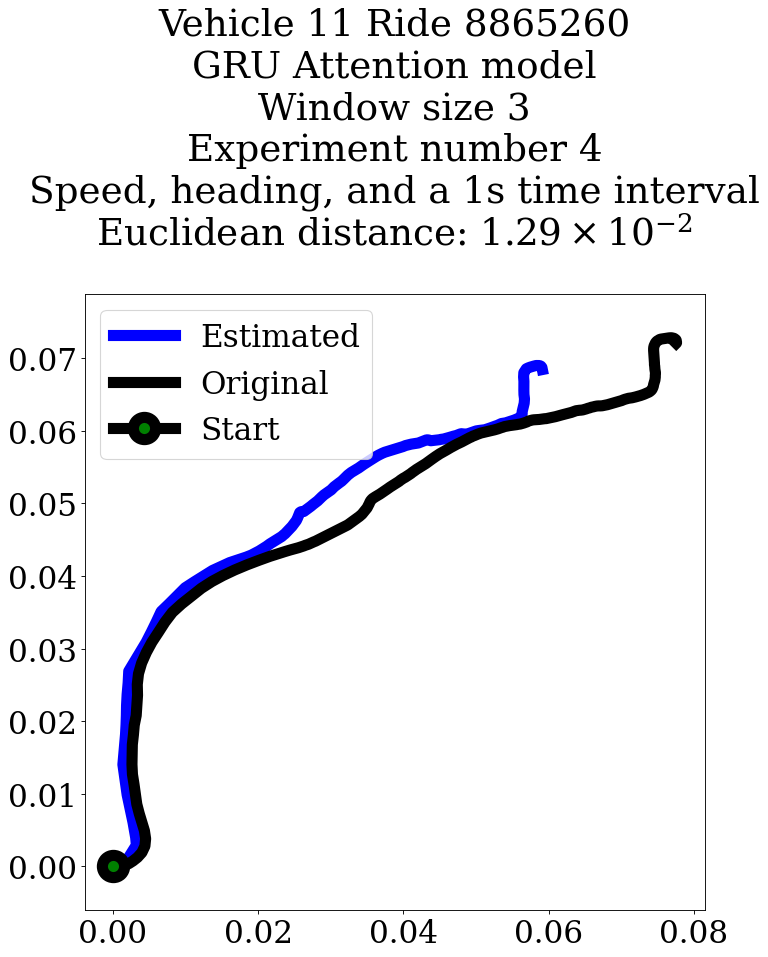 Vehicle 11 Ride 8865260
GRU Attention model
Window size 3
Experiment number 4
Speed, heading, and a 1s time interval
Euclidean distance: 1.29 × 10⁻²
Estimated
Original
Start
0.07
0.06
0.05
0.04
0.03
0.02
0.01
0.00
0.00 0.02 0.04 0.06 0.08